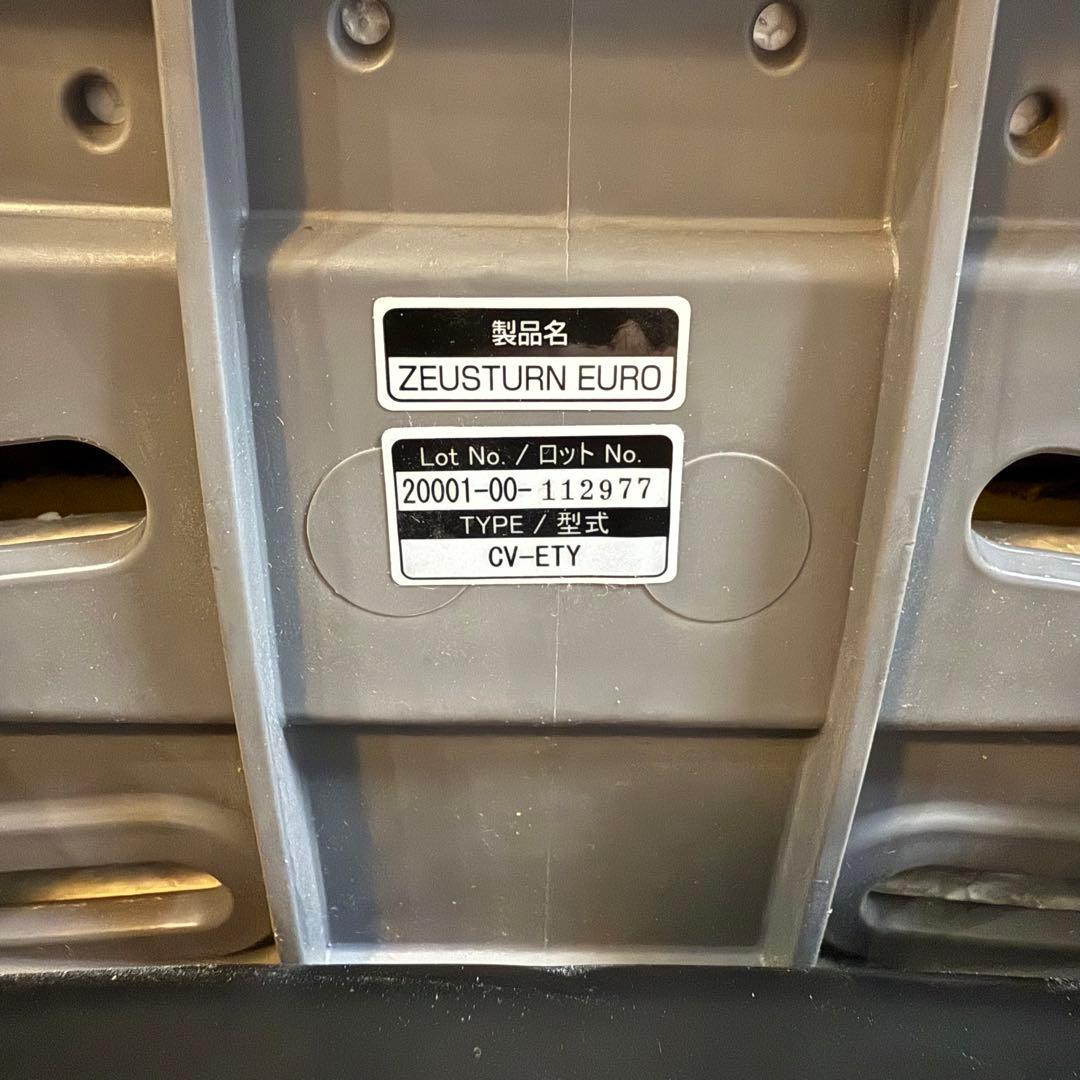 製品名
ZEUSTURN EURO
Lot No. / ロット No.
20001-00-112977
TYPE / 型式
CV-ETY